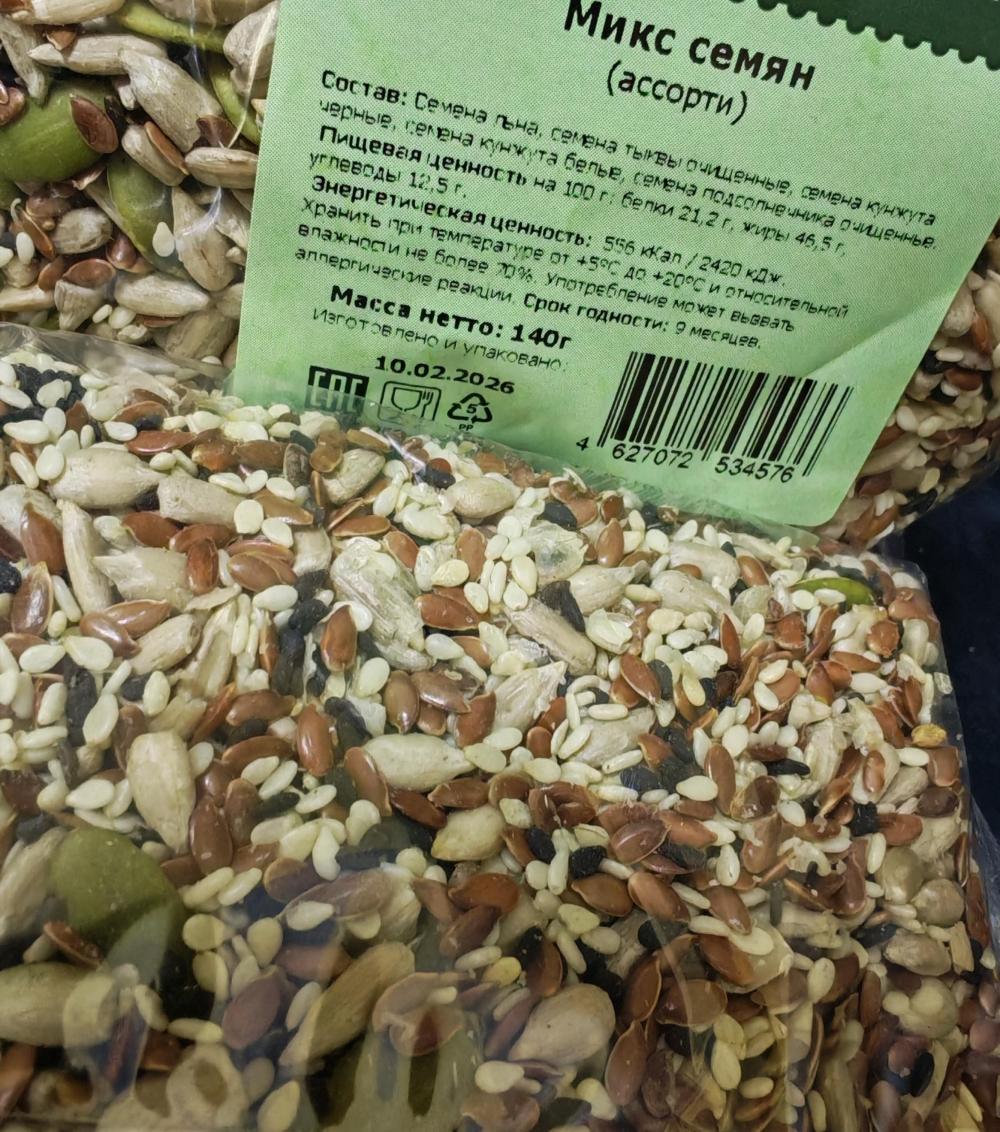 Микс семян
(ассорти)
Состав: Семена льна, семена тыквы очищенные, семена кунжута
черные, семена кунжута белые, семена подсолнечника очищенные.
Пищевая ценность на 100 г: белки 21,2 г, жиры 46,5 г,
углеводы 12,5 г.
Энергетическая ценность: 556 кКал / 2420 кДж.
Хранить при температуре от +5°С до +20°С и относительной
влажности не более 70%. Употребление может вызвать
аллергические реакции. Срок годности: 9 месяцев.
Масса нетто: 140г
Изготовлено и упаковано:
10.02.2026
ЕАС
5
PP
4 627072 534576